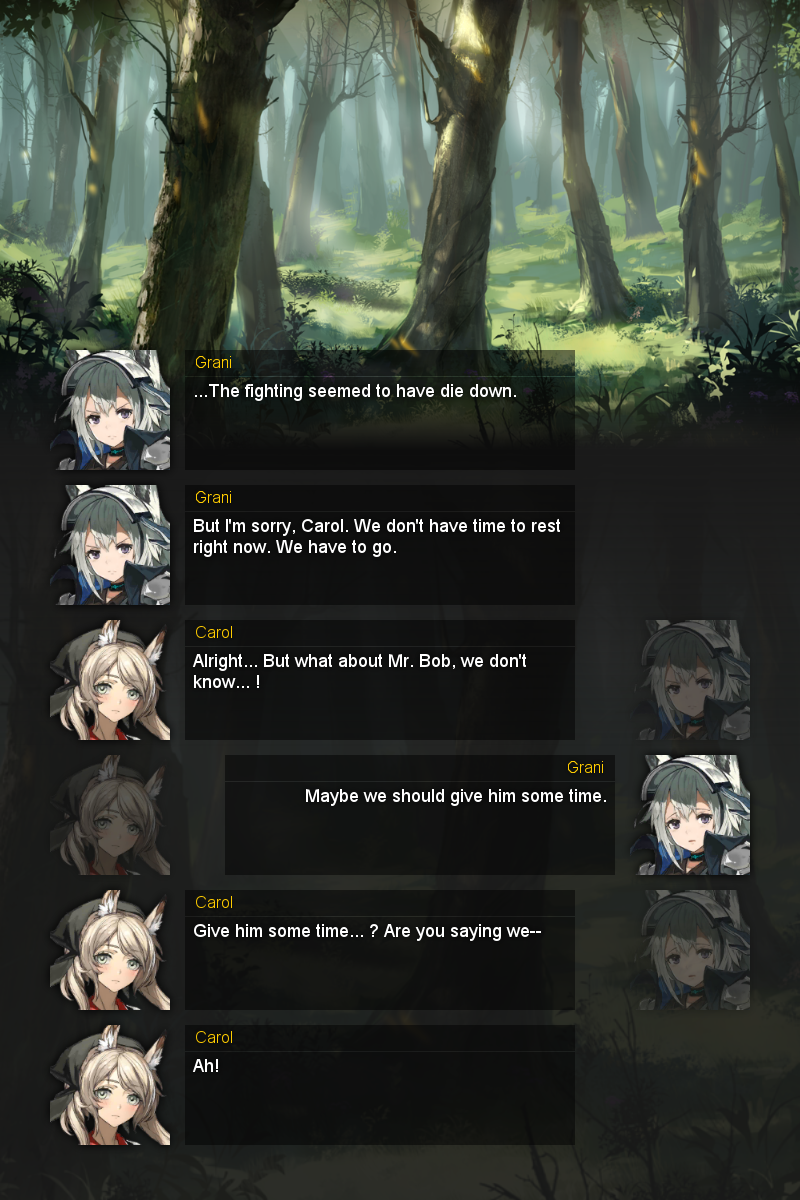 Grani
...The fighting seemed to have die down.
Grani
But I'm sorry, Carol. We don't have time to rest
right now. We have to go.
Carol
Alright... But what about Mr. Bob, we don't
know... !
Grani
Maybe we should give him some time.
Carol
Give him some time... ? Are you saying we--
Carol
Ah!